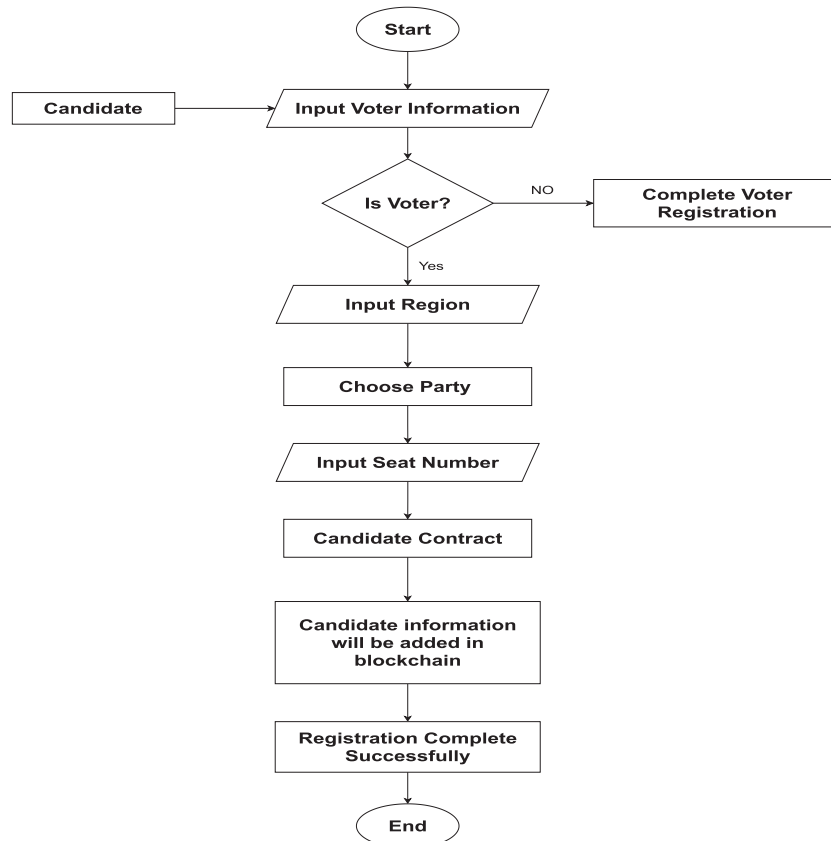 Start
Candidate
Input Voter Information
Is Voter?
NO
Complete Voter
Registration
Yes
Input Region
Choose Party
Input Seat Number
Candidate Contract
Candidate information
will be added in
blockchain
Registration Complete
Successfully
End